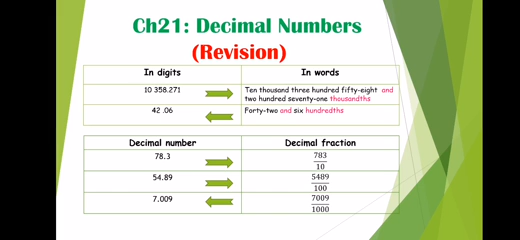 Ch21: Decimal Numbers
(Revision)
In digits In words
10 358.271 Ten thousand three hundred fifty-eight and
two hundred seventy-one thousandths
42 .06 Forty-two and six hundredths
Decimal number Decimal fraction
78.3 783/10
54.89 5489/100
7.009 7009/1000